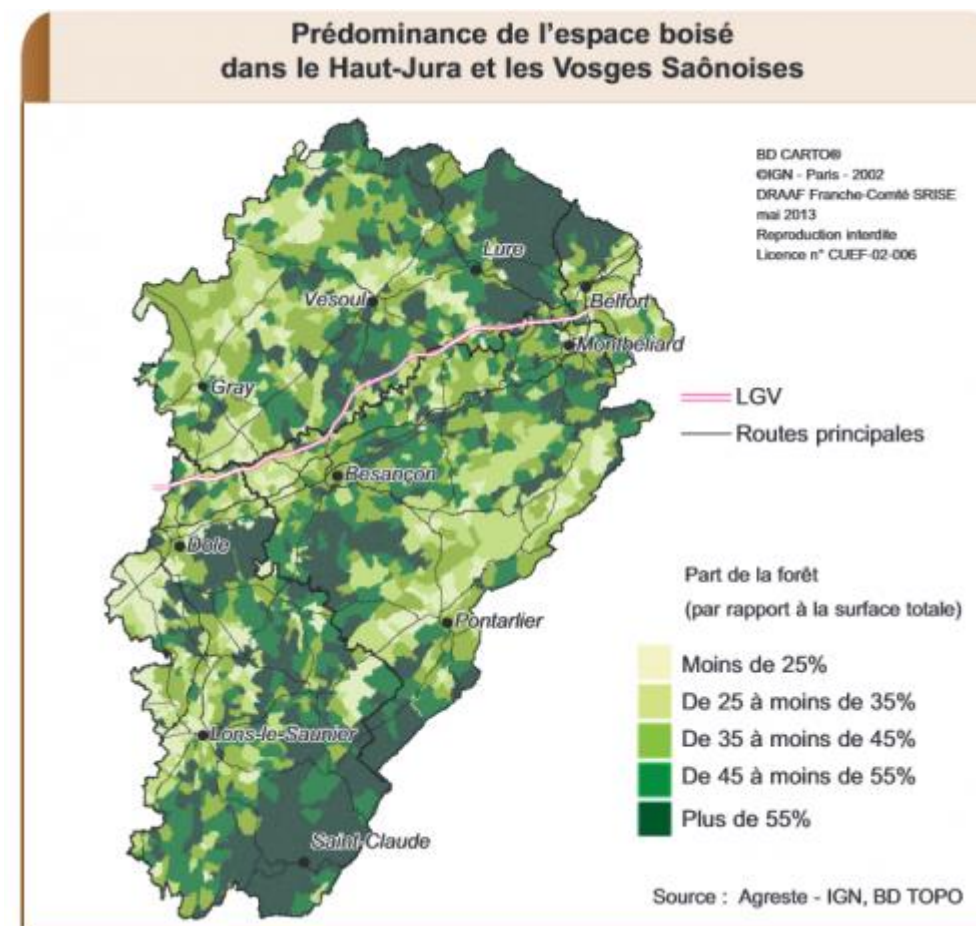 Prédominance de l'espace boisé
dans le Haut-Jura et les Vosges Saônoises
BD CARTO®
©IGN - Paris - 2002
DRAAF Franche-Comté SRISE
mai 2013
Reproduction interdite
Licence n° CUEF-02-006
Lure
Vesoul
Belfort
Montbéliard
Gray
LGV
Routes principales
Besançon
Dole
Part de la forêt
(par rapport à la surface totale)
Pontarlier
Moins de 25%
De 25 à moins de 35%
De 35 à moins de 45%
De 45 à moins de 55%
Plus de 55%
Lons-le-Saunier
Saint-Claude
Source : Agreste - IGN, BD TOPO